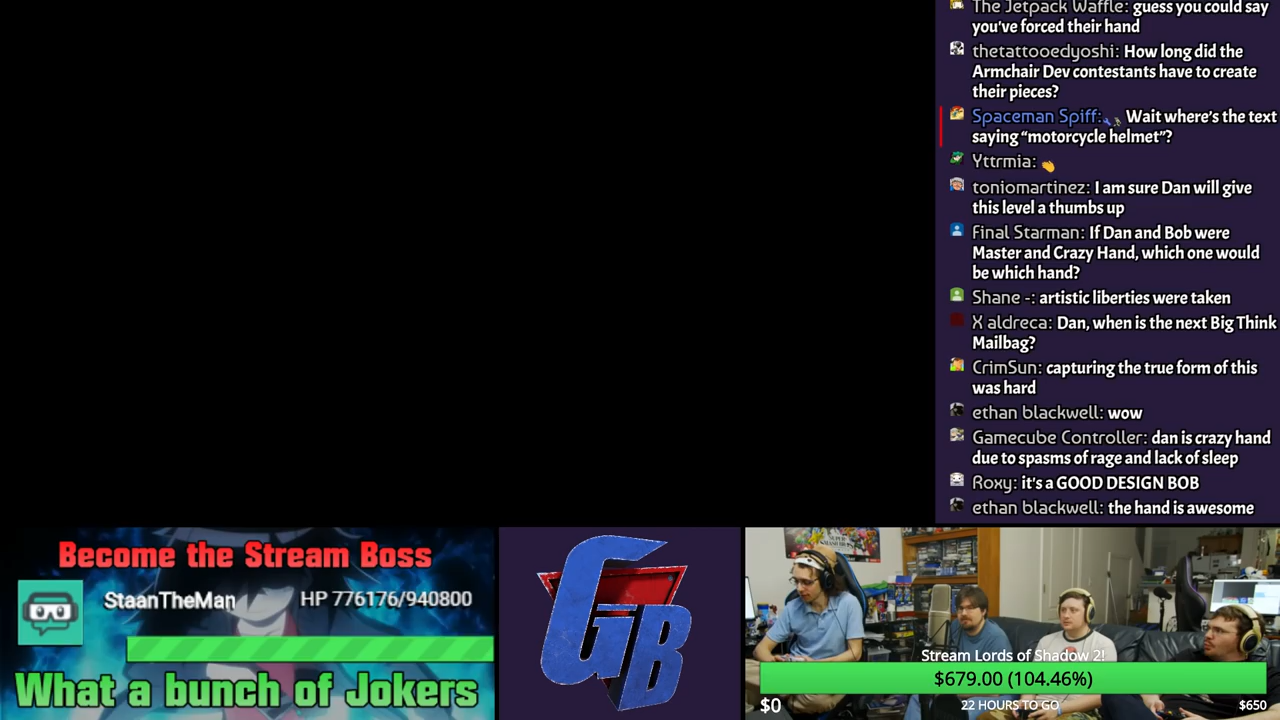 The Jetpack Waffle: guess you could say
you've forced their hand
thetattooedyoshi: How long did the
Armchair Dev contestants have to create
their pieces?
Spaceman Spiff: Wait where's the text
saying “motorcycle helmet”?
Yttrmia: 👏
toniomartinez: I am sure Dan will give
this level a thumbs up
Final Starman: If Dan and Bob were
Master and Crazy Hand, which one would
be which hand?
Shane -: artistic liberties were taken
X aldreca: Dan, when is the next Big Think
Mailbag?
CrimSun: capturing the true form of this
was hard
ethan blackwell: wow
Gamecube Controller: dan is crazy hand
due to spasms of rage and lack of sleep
Roxy: it's a GOOD DESIGN BOB
ethan blackwell: the hand is awesome
Become the Stream Boss
StaanTheMan HP 776176/940800
What a bunch of Jokers
GB
Stream Lords of Shadow 2!
$679.00 (104.46%)
$0 22 HOURS TO GO $650